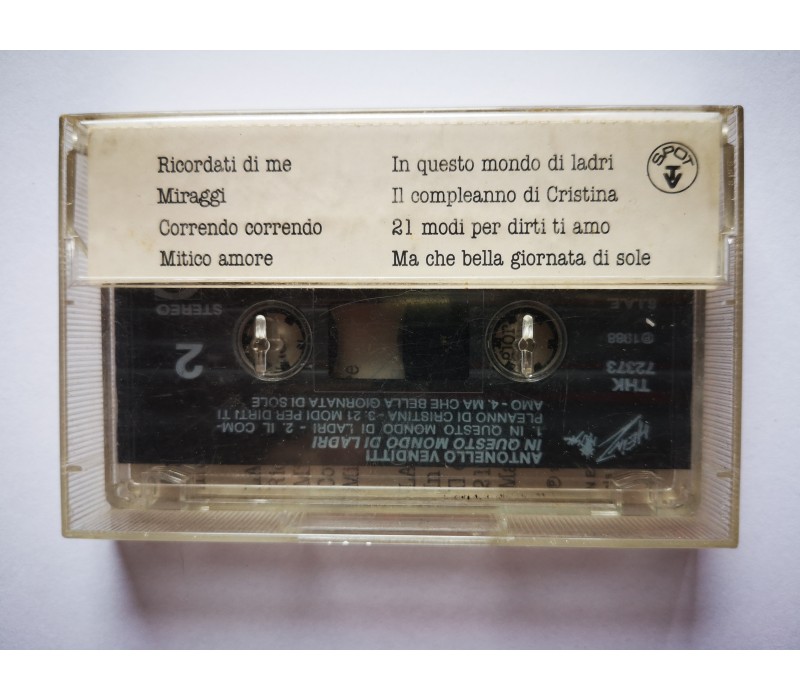 Ricordati di me
Miraggi
Correndo correndo
Mitico amore
In questo mondo di ladri
Il compleanno di Cristina
21 modi per dirti ti amo
Ma che bella giornata di sole
SPOT
TV
ANTONELLO VENDITTI
IN QUESTO MONDO DI LADRI
1. IN QUESTO MONDO DI LADRI - 2. IL COM-
PLEANNO DI CRISTINA - 3. 21 MODI PER DIRTI TI
AMO - 4. MA CHE BELLA GIORNATA DI SOLE
2
STEREO
THK
72373
℗1988
S.I.A.E.